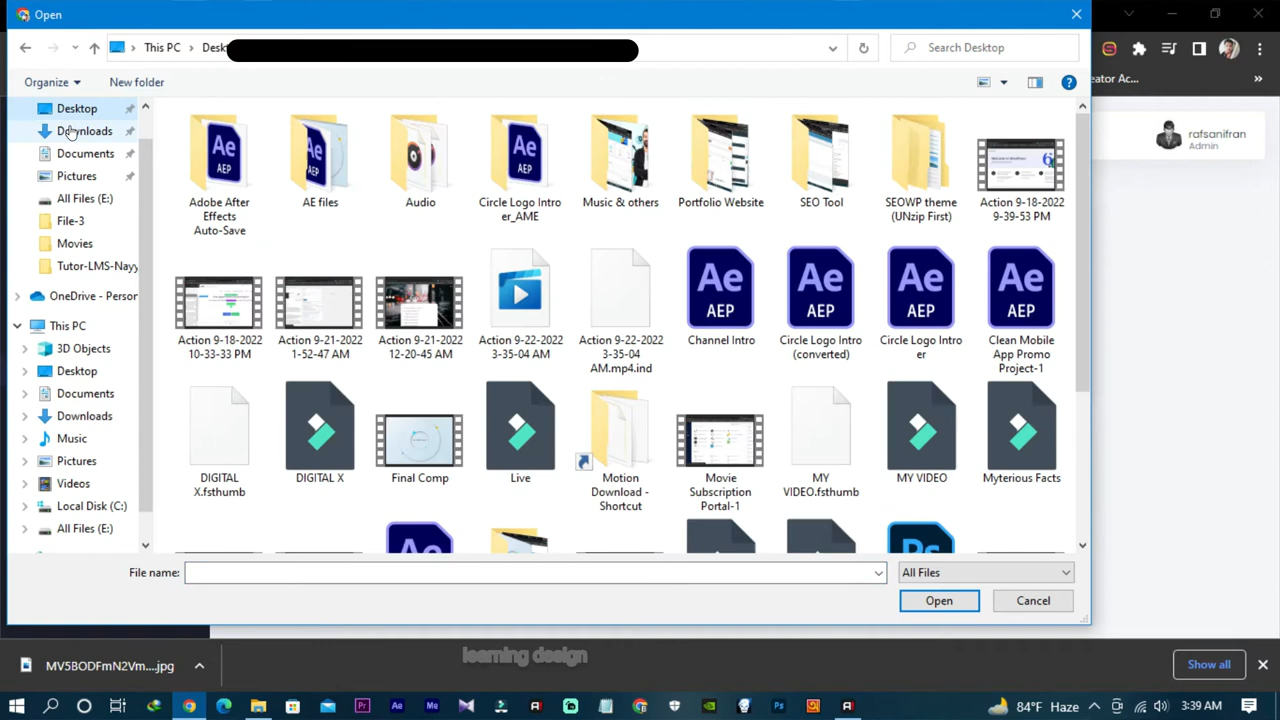 Open
This PC
Desk
Search Desktop
Organize
New folder
eator Ac...
rafsanifran
Admin
Desktop
Downloads
Documents
Pictures
All Files (E:)
File-3
Movies
Tutor-LMS-Nayy
OneDrive - Person
This PC
3D Objects
Desktop
Documents
Downloads
Music
Pictures
Videos
Local Disk (C:)
All Files (E:)
Adobe After
Effects
Auto-Save
AE files
Audio
Circle Logo Intro
er_AME
Music & others
Portfolio Website
SEO Tool
SEOWP theme
(UNzip First)
Action 9-18-2022
9-39-53 PM
Action 9-18-2022
10-33-33 PM
Action 9-21-2022
1-52-47 AM
Action 9-21-2022
12-20-45 AM
Action 9-22-2022
3-35-04 AM
Action 9-22-2022
3-35-04
AM.mp4.ind
Channel Intro
Circle Logo Intro
(converted)
Circle Logo Intro
er
Clean Mobile
App Promo
Project-1
DIGITAL
X.fsthumb
DIGITAL X
Final Comp
Live
Motion
Download -
Shortcut
Movie
Subscription
Portal-1
MY
VIDEO.fsthumb
MY VIDEO
Myterious Facts
File name:
All Files
Open
Cancel
MV5BODFmN2Vm....jpg
learning design
Show all
84°F Haze
3:39 AM